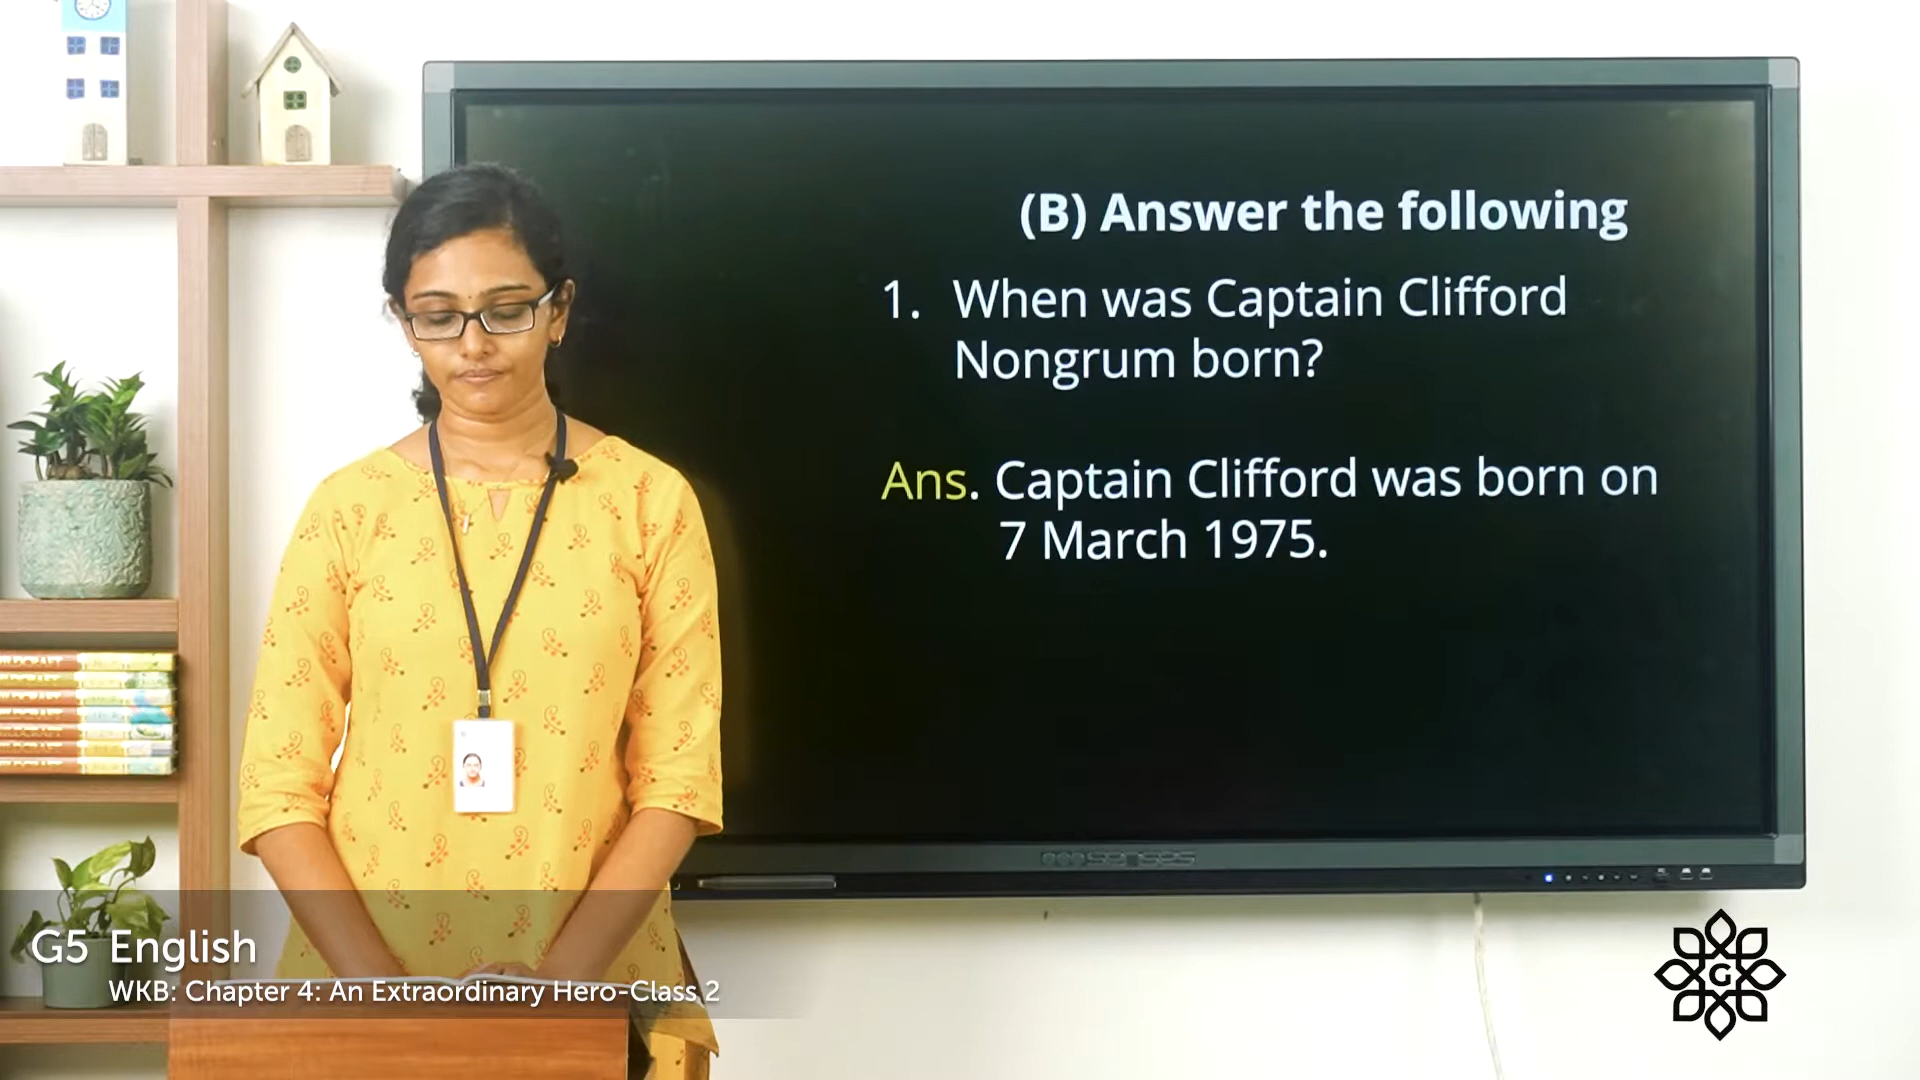 (B) Answer the following
1. When was Captain Clifford
Nongrum born?
Ans. Captain Clifford was born on
7 March 1975.
G5 English
WKB: Chapter 4: An Extraordinary Hero-Class 2
G